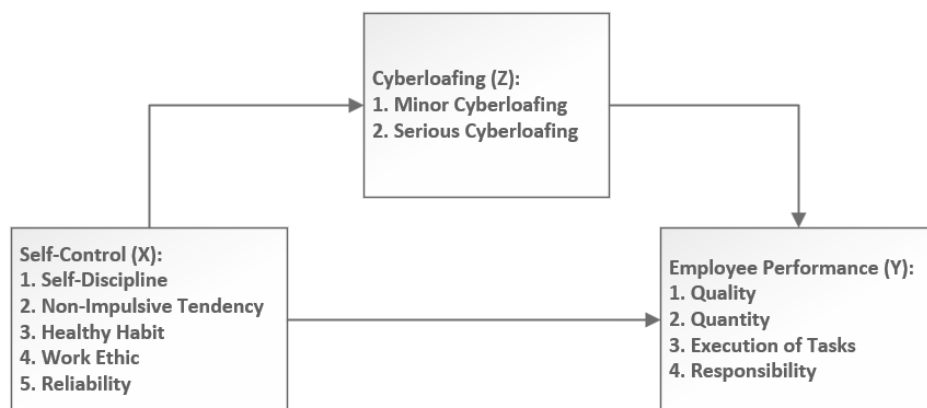 Cyberloafing (Z):
1. Minor Cyberloafing
2. Serious Cyberloafing
Self-Control (X):
1. Self-Discipline
2. Non-Impulsive Tendency
3. Healthy Habit
4. Work Ethic
5. Reliability
Employee Performance (Y):
1. Quality
2. Quantity
3. Execution of Tasks
4. Responsibility